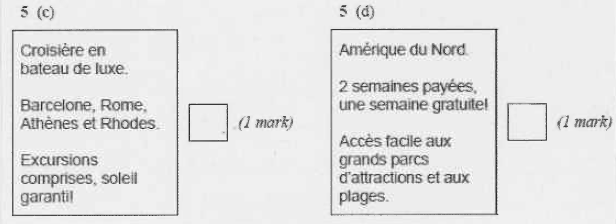 5 (c)
Croisière en
bateau de luxe.
Barcelone, Rome,
Athènes et Rhodes.
Excursions
comprises, soleil
garanti!
(1 mark)
5 (d)
Amérique du Nord.
2 semaines payées,
une semaine gratuite!
Accès facile aux
grands parcs
d'attractions et aux
plages.
(1 mark)